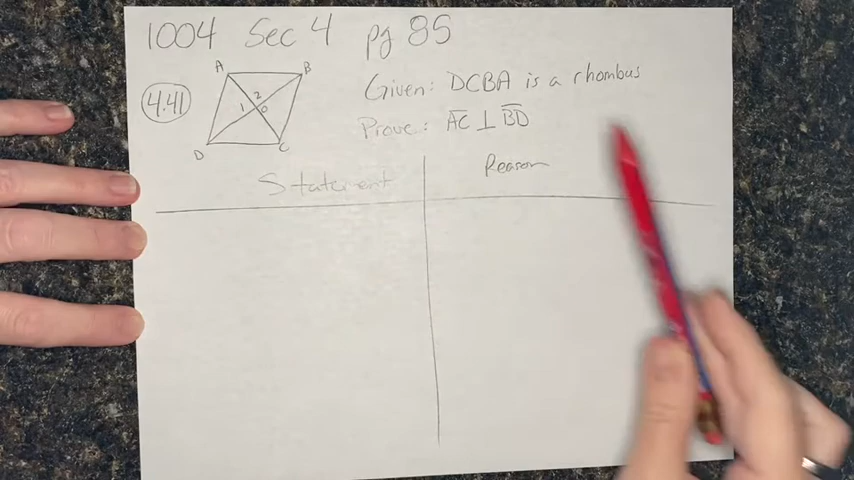 1004 Sec 4 pg 85
4.41
A B
Given: DCBA is a rhombus
2
1 O
Prove: AC ⊥ BD
D C
Statement Reason